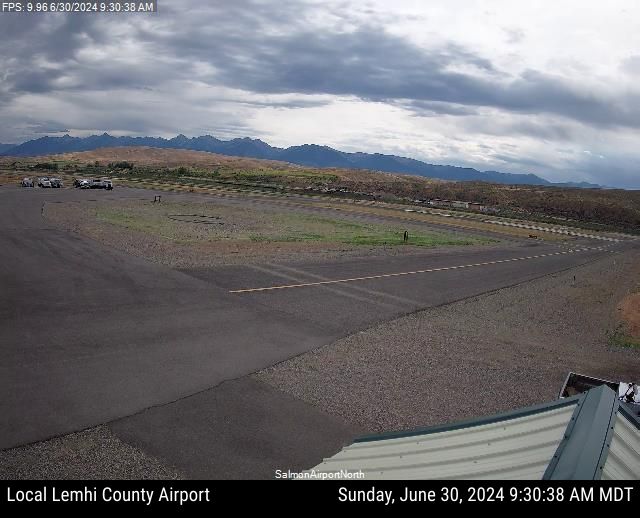 FPS: 9.96 6/30/2024 9:30:38 AM
SalmonAirportNorth
Local Lemhi County Airport Sunday, June 30, 2024 9:30:38 AM MDT